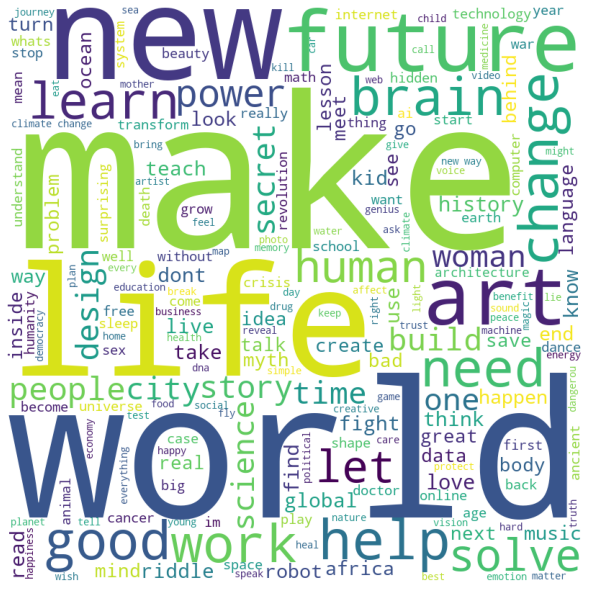 journey sea new future internet technology year
whats turn stop ocean system beauty math child car call war medicine
mean eat learn mother power kill brain web hidden video behind
climate change transform look really lesson meet thing ai go start
understand problem surprising bring artist teach death make secret revolution kid give see new way voice computer might change language
grow feel genius ask want history earth
way plan every well without map photo memory water school climate human architecture woman know
inside humanity democracy design education free sleep home sex break business health come live take dna drug crisis idea day talk reveal myth keep life affect right light trust create use machine benefit sound peace magic lie build bad save end dance energy art
simple need happen dangerous
people city story time one think
become universe test food social fly creative game fight shape great first
economy everything case real happy big science political find let care data protect body back ancient
world
animal cancer im global doctor online love
planet tell young play nature age vision hard truth
read happiness good mind work riddle heal space robot help africa next music solve
wish speak best emotion matter